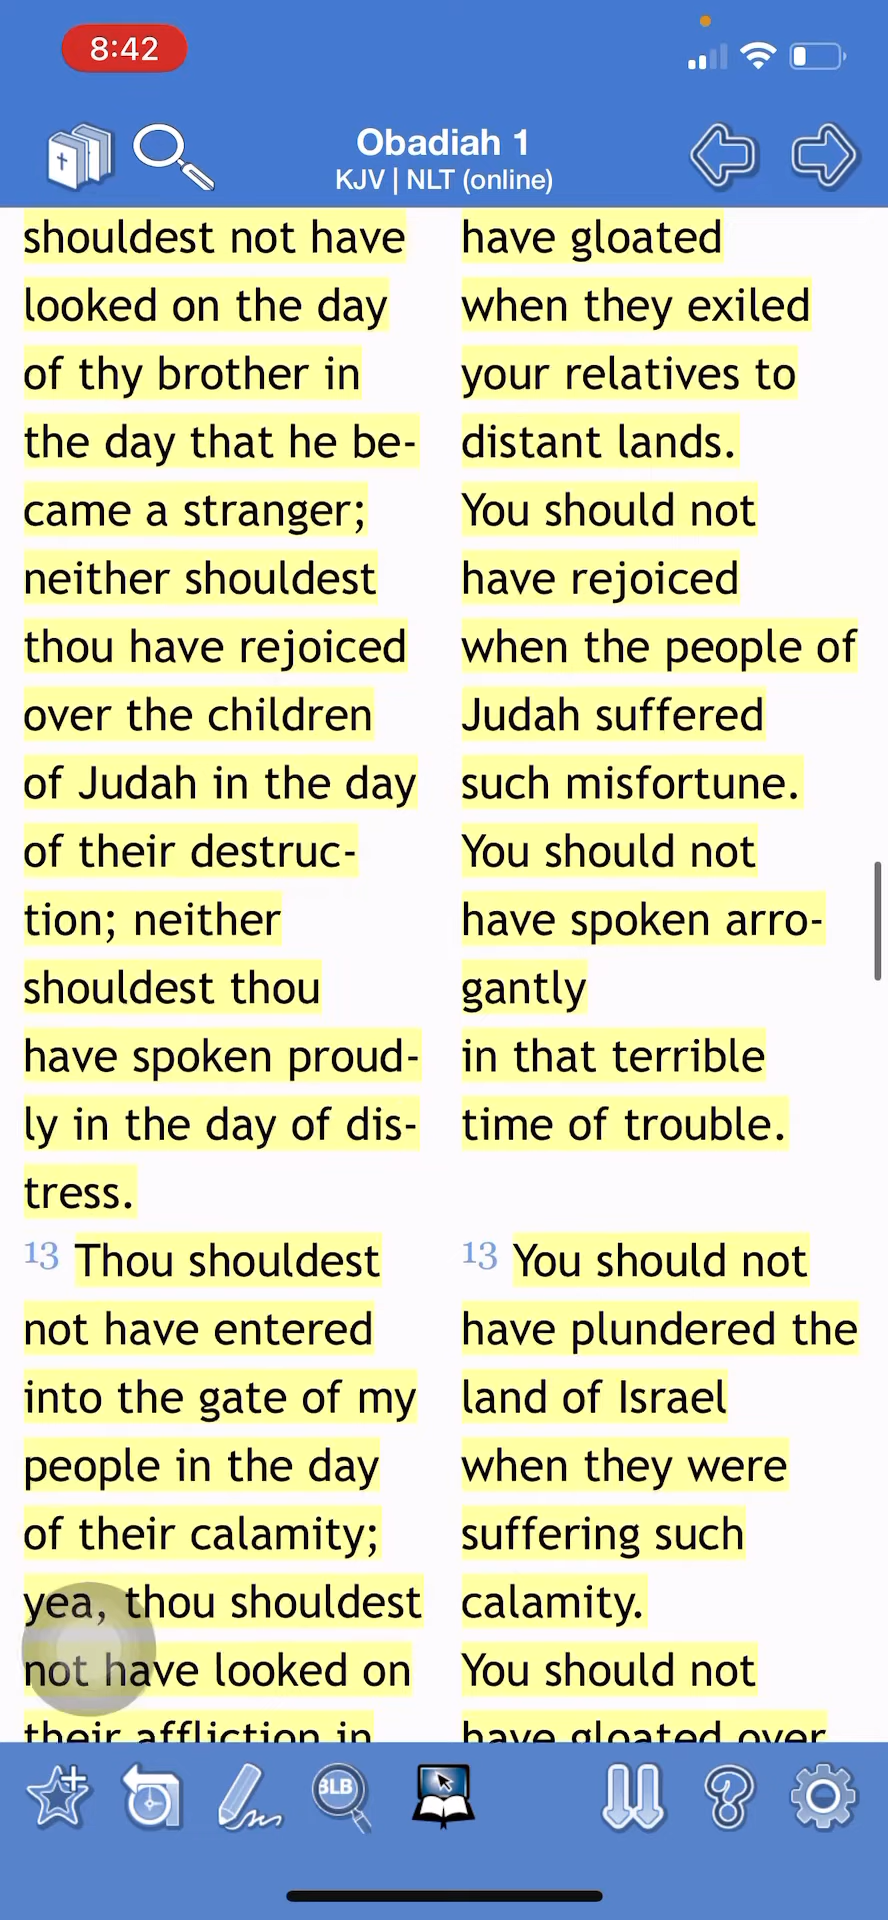 8:42
Obadiah 1
KJV | NLT (online)
shouldest not have
looked on the day
of thy brother in
the day that he be-
came a stranger;
neither shouldest
thou have rejoiced
over the children
of Judah in the day
of their destruc-
tion; neither
shouldest thou
have spoken proud-
ly in the day of dis-
tress.
13 Thou shouldest
not have entered
into the gate of my
people in the day
of their calamity;
yea, thou shouldest
not have looked on
their affliction in
have gloated
when they exiled
your relatives to
distant lands.
You should not
have rejoiced
when the people of
Judah suffered
such misfortune.
You should not
have spoken arro-
gantly
in that terrible
time of trouble.
13 You should not
have plundered the
land of Israel
when they were
suffering such
calamity.
You should not
have gloated over
BLB